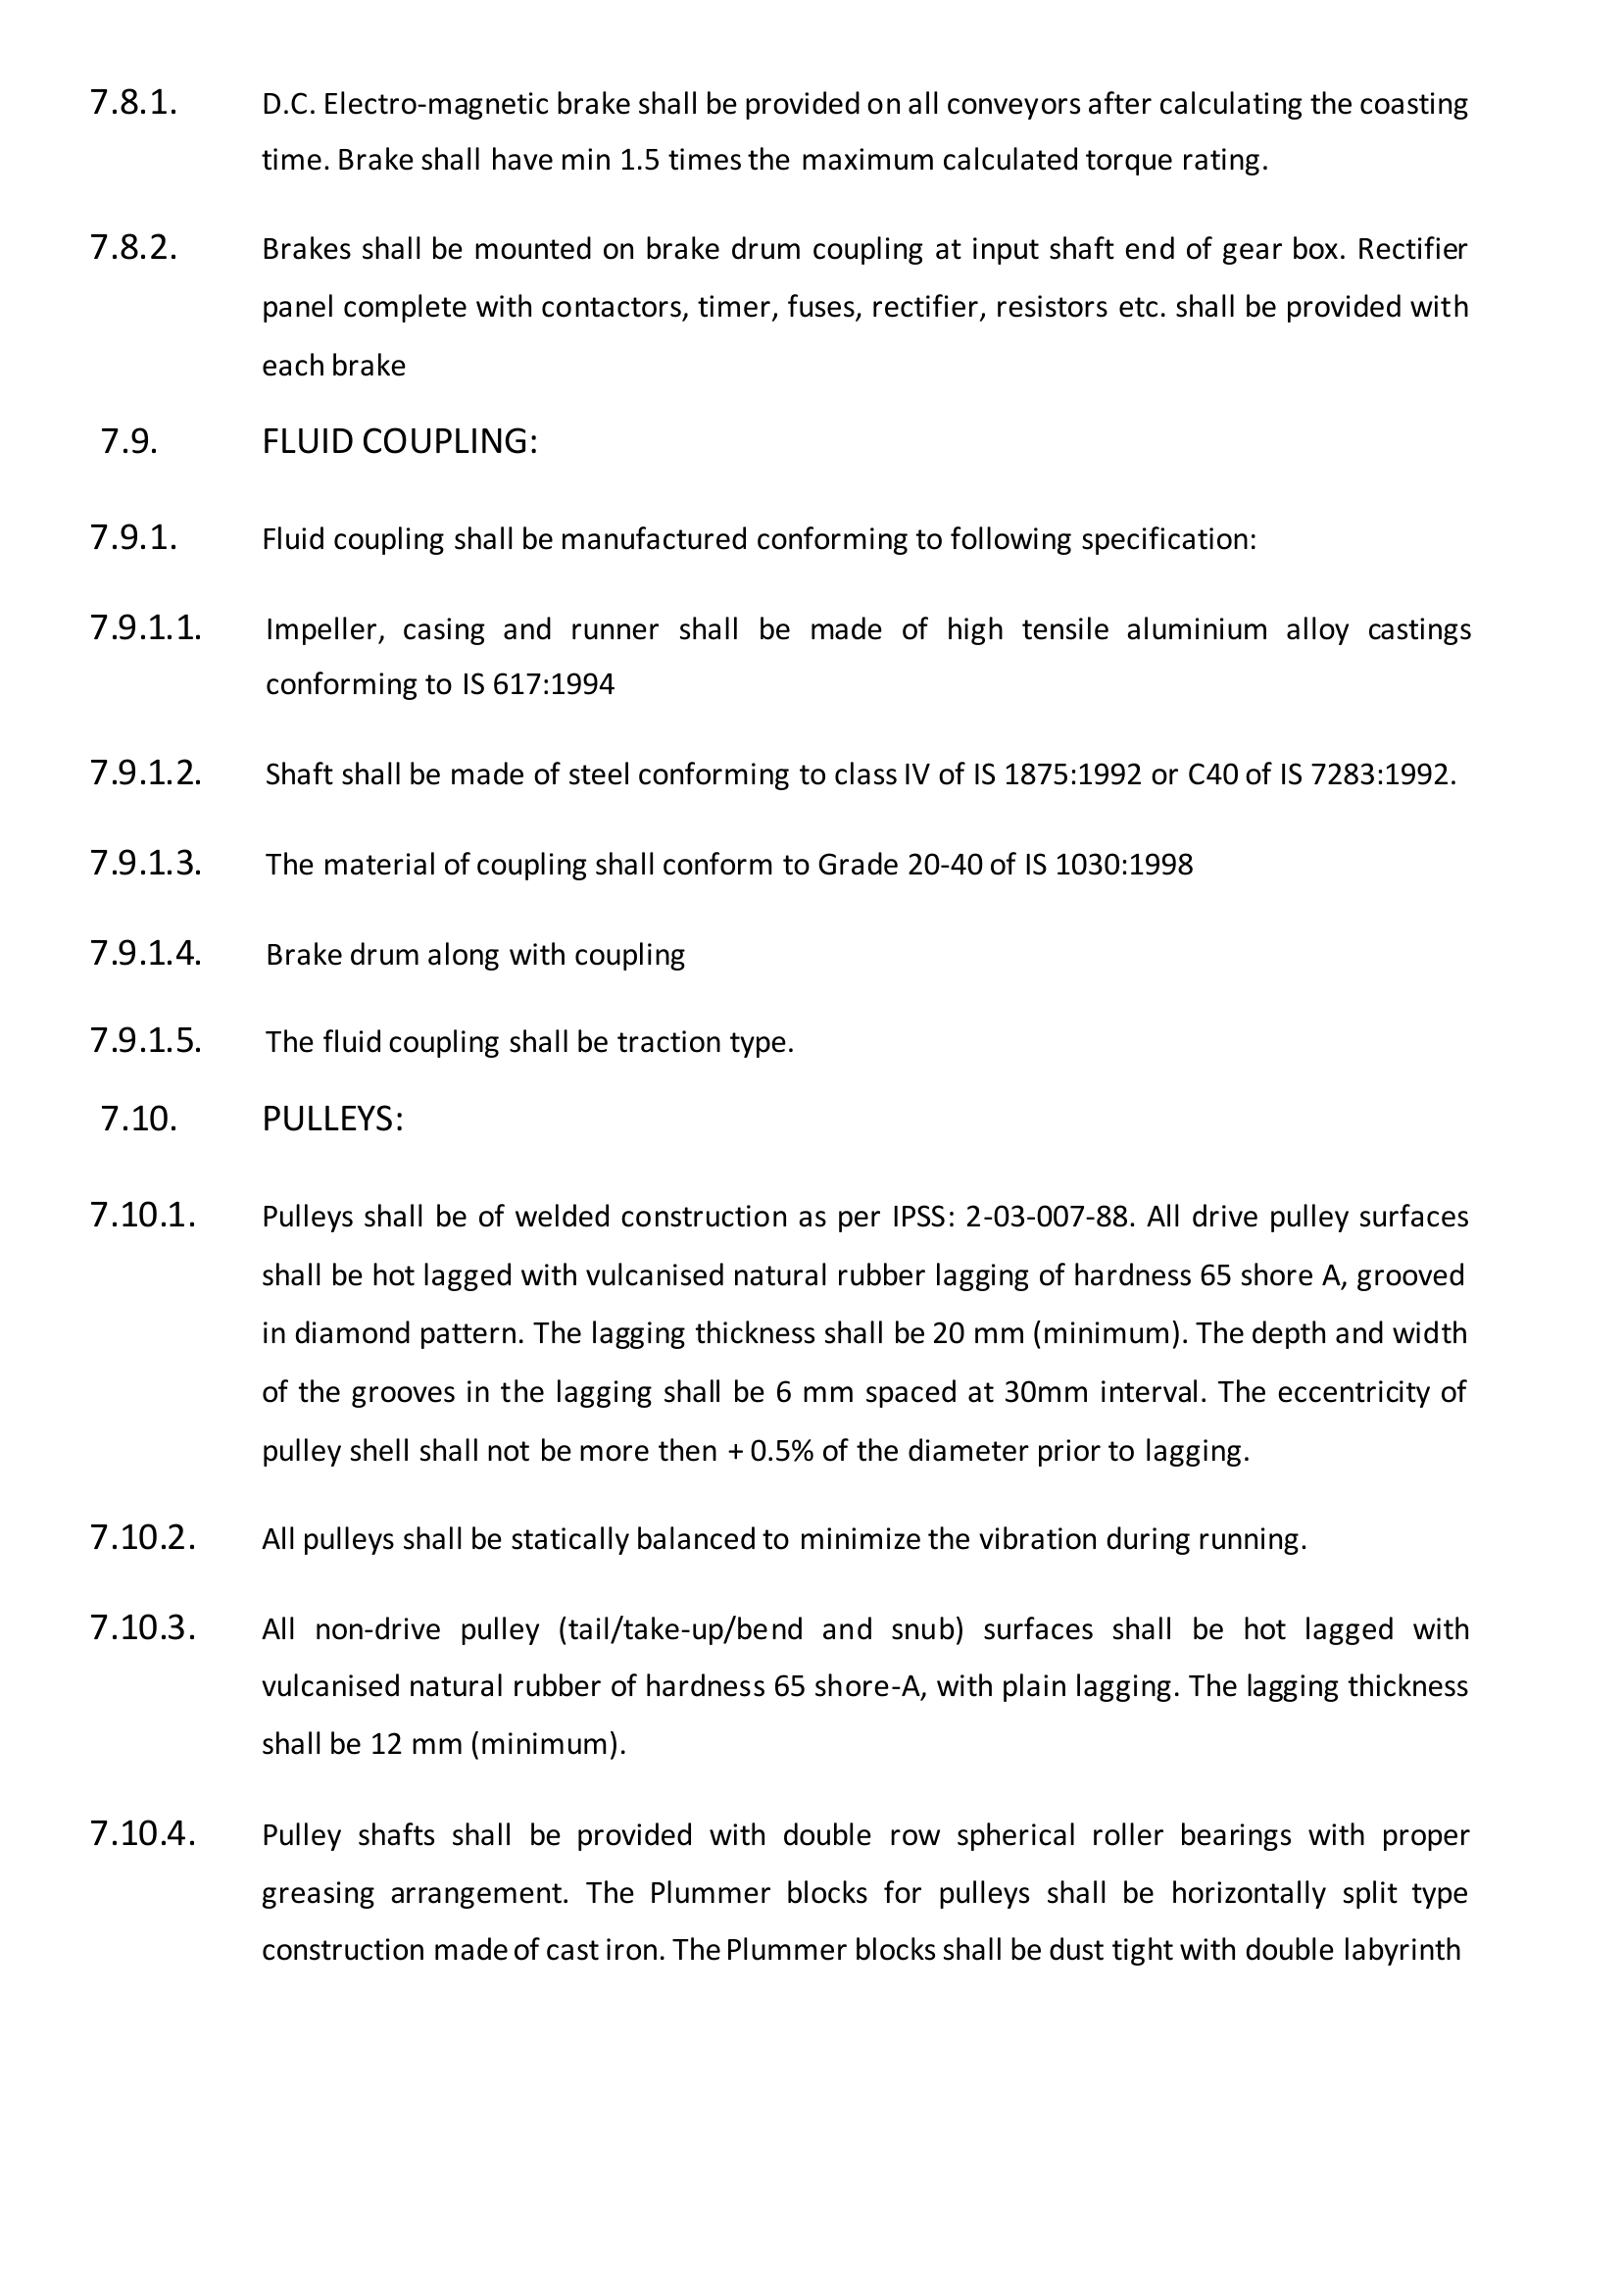 7.8.1. D.C. Electro-magnetic brake shall be provided on all conveyors after calculating the coasting
time. Brake shall have min 1.5 times the maximum calculated torque rating.
7.8.2. Brakes shall be mounted on brake drum coupling at input shaft end of gear box. Rectifier
panel complete with contactors, timer, fuses, rectifier, resistors etc. shall be provided with
each brake
7.9. FLUID COUPLING:
7.9.1. Fluid coupling shall be manufactured conforming to following specification:
7.9.1.1. Impeller, casing and runner shall be made of high tensile aluminium alloy castings
conforming to IS 617:1994
7.9.1.2. Shaft shall be made of steel conforming to class IV of IS 1875:1992 or C40 of IS 7283:1992.
7.9.1.3. The material of coupling shall conform to Grade 20-40 of IS 1030:1998
7.9.1.4. Brake drum along with coupling
7.9.1.5. The fluid coupling shall be traction type.
7.10. PULLEYS:
7.10.1. Pulleys shall be of welded construction as per IPSS: 2-03-007-88. All drive pulley surfaces
shall be hot lagged with vulcanised natural rubber lagging of hardness 65 shore A, grooved
in diamond pattern. The lagging thickness shall be 20 mm (minimum). The depth and width
of the grooves in the lagging shall be 6 mm spaced at 30mm interval. The eccentricity of
pulley shell shall not be more then + 0.5% of the diameter prior to lagging.
7.10.2. All pulleys shall be statically balanced to minimize the vibration during running.
7.10.3. All non-drive pulley (tail/take-up/bend and snub) surfaces shall be hot lagged with
vulcanised natural rubber of hardness 65 shore-A, with plain lagging. The lagging thickness
shall be 12 mm (minimum).
7.10.4. Pulley shafts shall be provided with double row spherical roller bearings with proper
greasing arrangement. The Plummer blocks for pulleys shall be horizontally split type
construction made of cast iron. The Plummer blocks shall be dust tight with double labyrinth